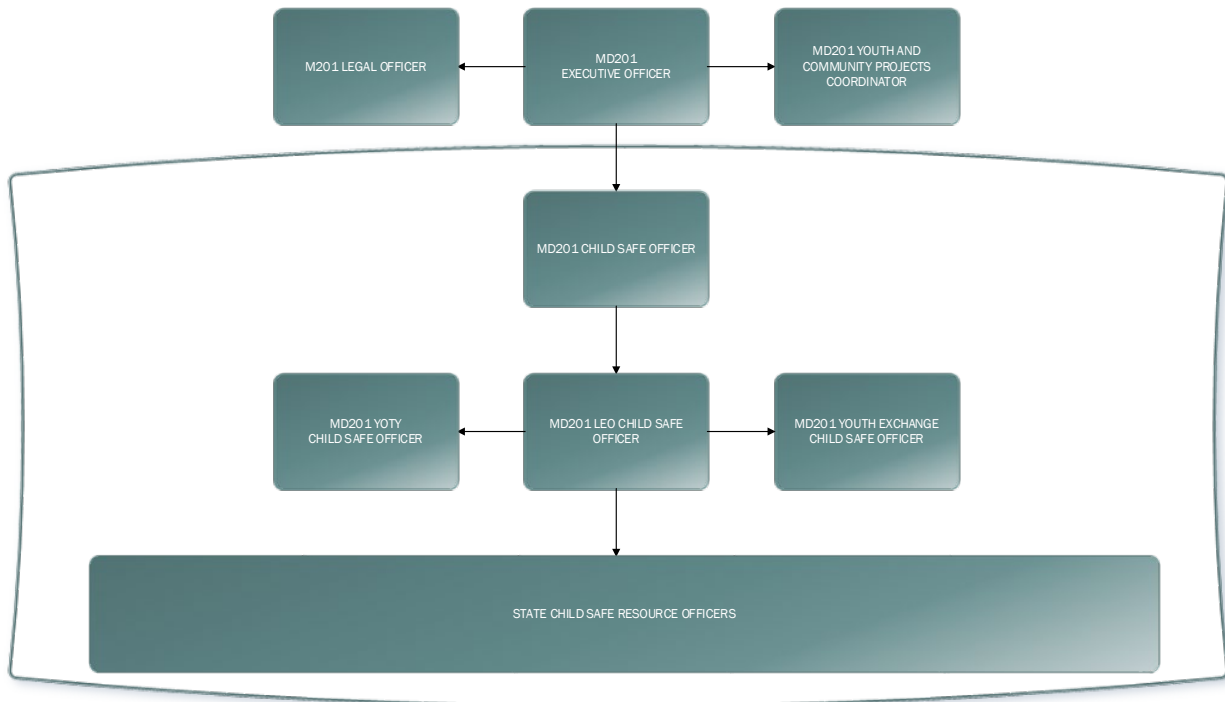 M201 LEGAL OFFICER
MD201
EXECUTIVE OFFICER
MD201 YOUTH AND
COMMUNITY PROJECTS
COORDINATOR
MD201 CHILD SAFE OFFICER
MD201 YOTY
CHILD SAFE OFFICER
MD201 LEO CHILD SAFE
OFFICER
MD201 YOUTH EXCHANGE
CHILD SAFE OFFICER
STATE CHILD SAFE RESOURCE OFFICERS